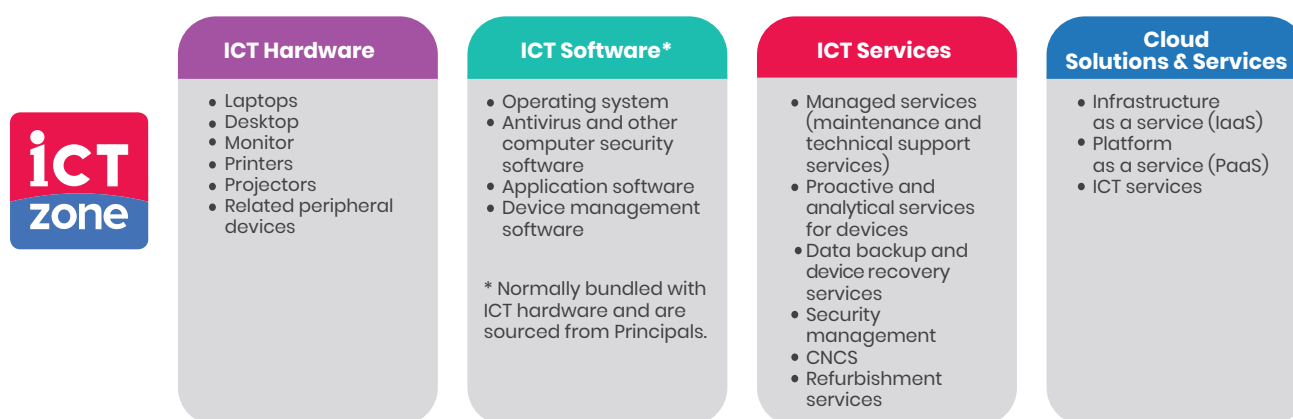 ICT Hardware
• Laptops
• Desktop
• Monitor
• Printers
• Projectors
• Related peripheral
devices
ICT Software*
• Operating system
• Antivirus and other
computer security
software
• Application software
• Device management
software
* Normally bundled with
ICT hardware and are
sourced from Principals.
ICT Services
• Managed services
(maintenance and
technical support
services)
• Proactive and
analytical services
for devices
• Data backup and
device recovery
services
• Security
management
• CNCS
• Refurbishment
services
Cloud
Solutions & Services
• Infrastructure
as a service (IaaS)
• Platform
as a service (PaaS)
• ICT services
ICT
zone